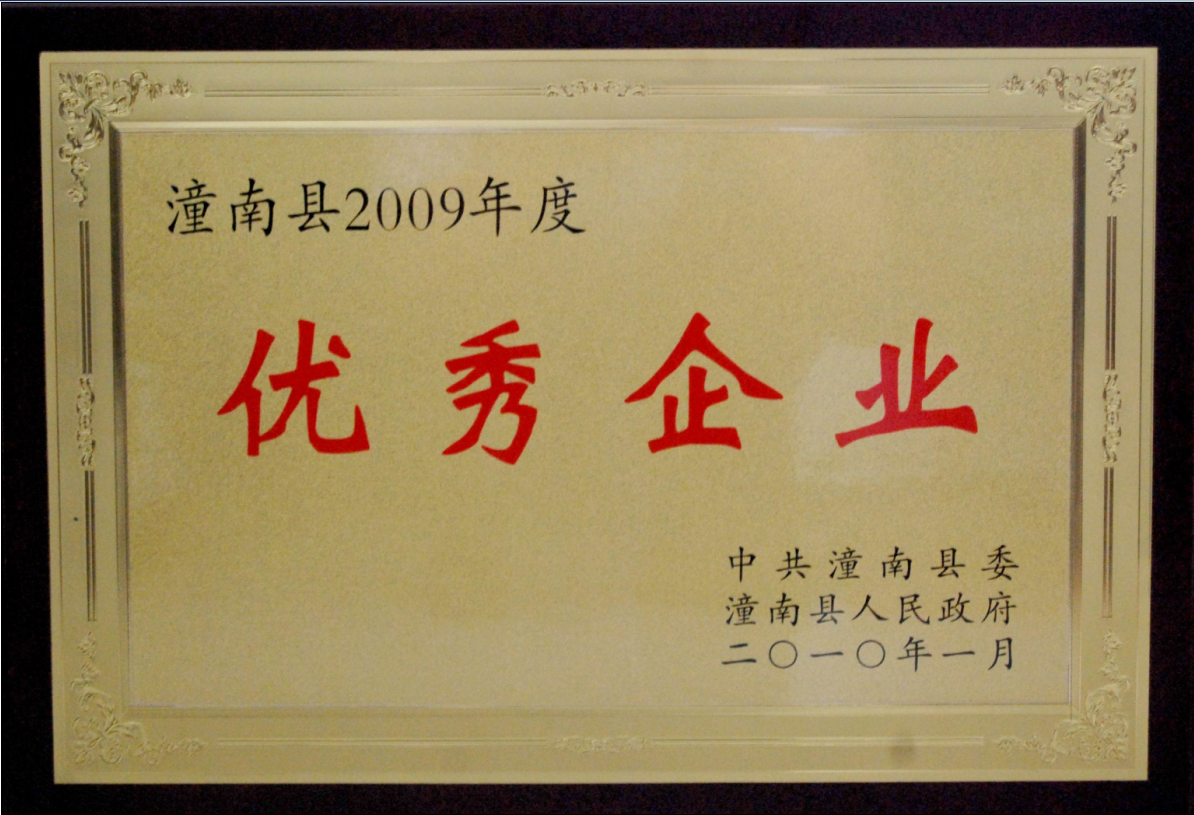 潼南县2009年度
优秀企业
中共潼南县委
潼南县人民政府
二〇一〇年一月